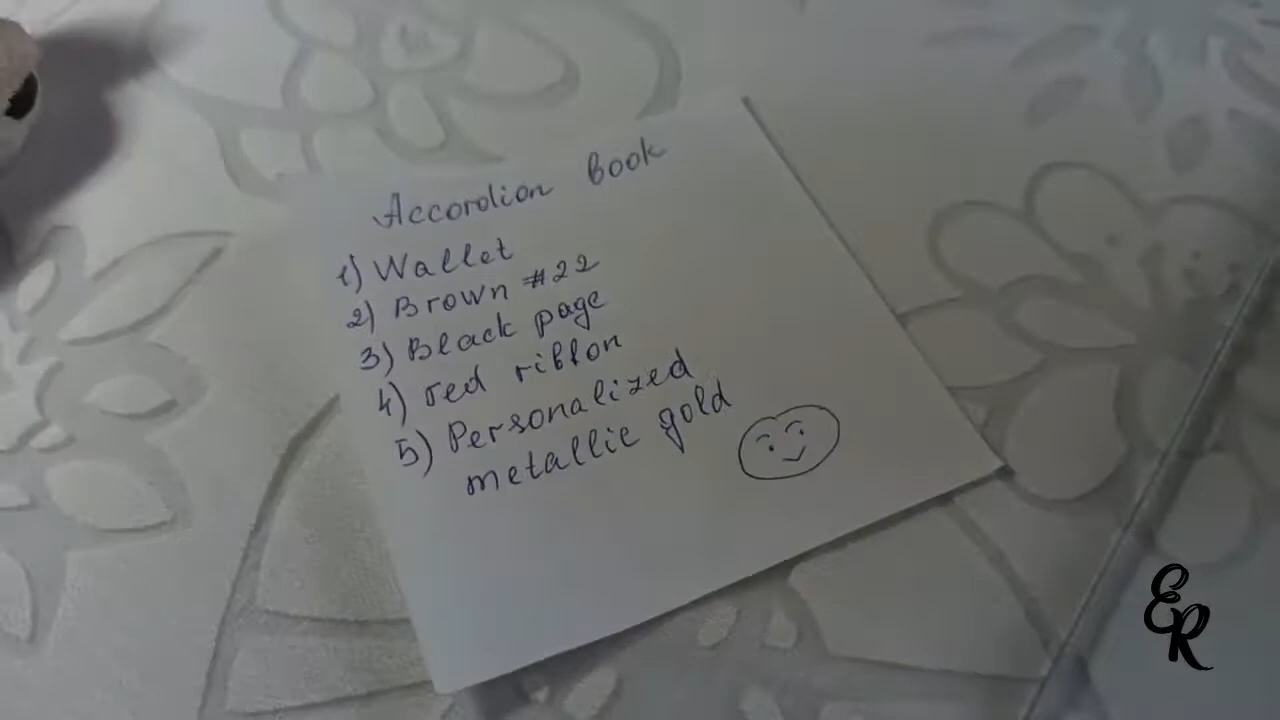 Accordion Book
1) Wallet
2) Brown #22
3) Black page
4) red ribbon
5) Personalized
metallic gold
ER